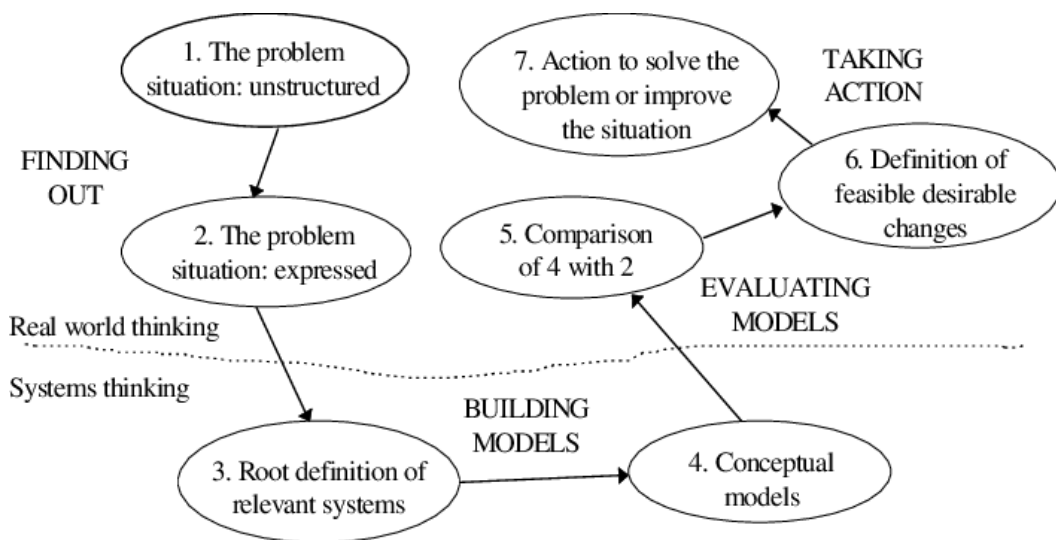 1. The problem
situation: unstructured
FINDING
OUT
2. The problem
situation: expressed
Real world thinking
Systems thinking
3. Root definition of
relevant systems
BUILDING
MODELS
4. Conceptual
models
5. Comparison
of 4 with 2
EVALUATING
MODELS
6. Definition of
feasible desirable
changes
TAKING
ACTION
7. Action to solve the
problem or improve
the situation